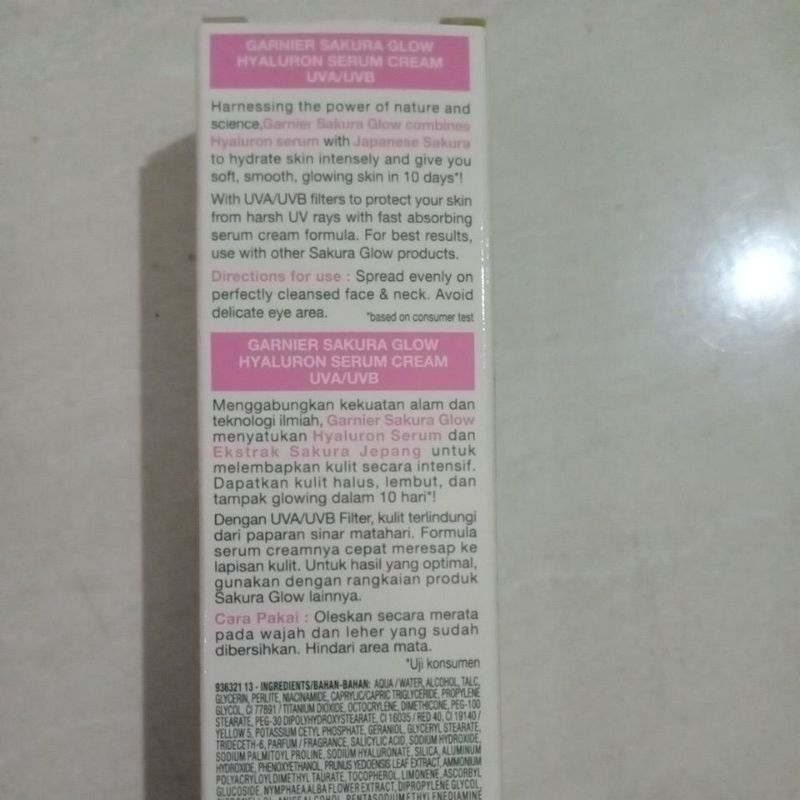 GARNIER SAKURA GLOW
HYALURON SERUM CREAM
UVA/UVB
Harnessing the power of nature and
science,Garnier Sakura Glow combines
Hyaluron serum with Japanese Sakura
to hydrate skin intensely and give you
soft, smooth, glowing skin in 10 days*!
With UVA/UVB filters to protect your skin
from harsh UV rays with fast absorbing
serum cream formula. For best results,
use with other Sakura Glow products.
Directions for use : Spread evenly on
perfectly cleansed face & neck. Avoid
delicate eye area. *based on consumer test
GARNIER SAKURA GLOW
HYALURON SERUM CREAM
UVA/UVB
Menggabungkan kekuatan alam dan
teknologi ilmiah, Garnier Sakura Glow
menyatukan Hyaluron Serum dan
Ekstrak Sakura Jepang untuk
melembapkan kulit secara intensif.
Dapatkan kulit halus, lembut, dan
tampak glowing dalam 10 hari*!
Dengan UVA/UVB Filter, kulit terlindungi
dari paparan sinar matahari. Formula
serum creamnya cepat meresap ke
lapisan kulit. Untuk hasil yang optimal,
gunakan dengan rangkaian produk
Sakura Glow lainnya.
Cara Pakai : Oleskan secara merata
pada wajah dan leher yang sudah
dibersihkan. Hindari area mata.
*Uji konsumen
936321 13 - INGREDIENTS/BAHAN-BAHAN: AQUA / WATER, ALCOHOL, TALC,
GLYCERIN, PERLITE, NIACINAMIDE, CAPRYLIC/CAPRIC TRIGLYCERIDE, PROPYLENE
GLYCOL, CI 77891 / TITANIUM DIOXIDE, OCTOCRYLENE, DIMETHICONE, PEG-100
STEARATE, PEG-30 DIPOLYHYDROXYSTEARATE, CI 16035 / RED 40, CI 19140 /
YELLOW 5, POTASSIUM CETYL PHOSPHATE, GERANIOL, GLYCERYL STEARATE,
TRIDECETH-6, PARFUM / FRAGRANCE, SALICYLIC ACID, SODIUM HYDROXIDE,
SODIUM PALMITOYL PROLINE, SODIUM HYALURONATE, SILICA, ALUMINUM
HYDROXIDE, PHENOXYETHANOL, PRUNUS YEDOENSIS LEAF EXTRACT, AMMONIUM
POLYACRYLOYLDIMETHYL TAURATE, TOCOPHEROL, LIMONENE, ASCORBYL
GLUCOSIDE, NYMPHAEA ALBA FLOWER EXTRACT, DIPROPYLENE GLYCOL,